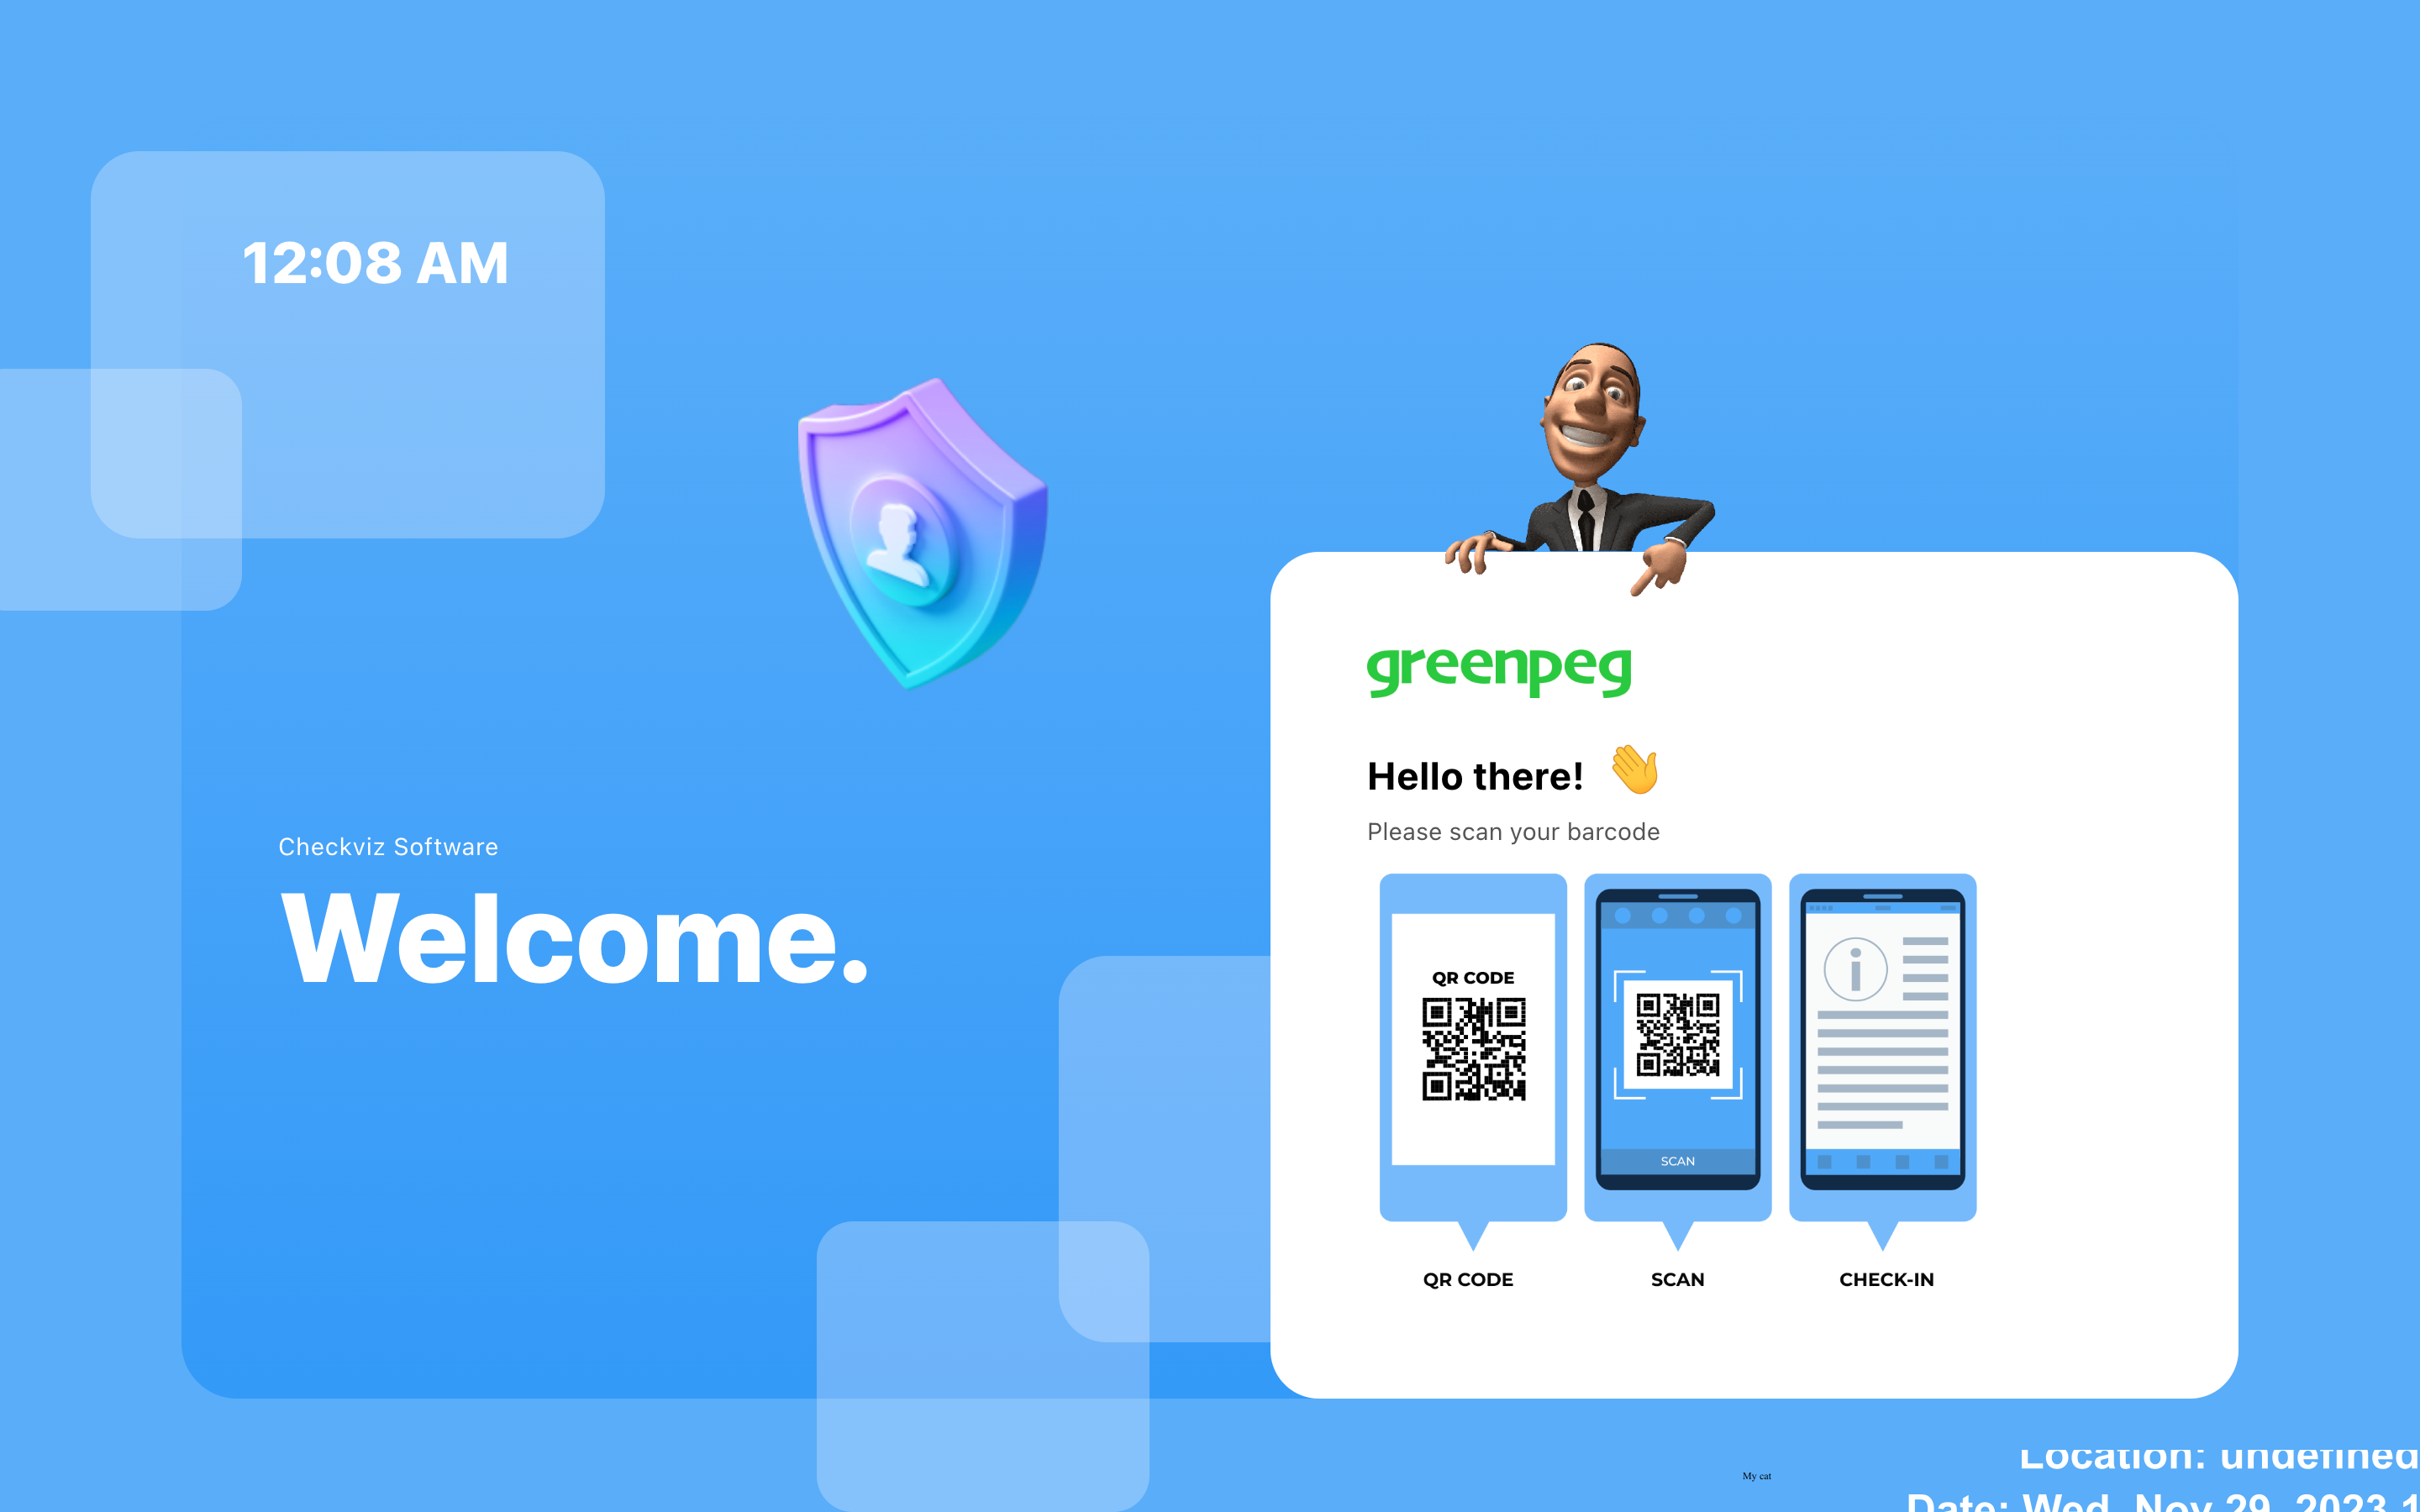 12:08 AM
Checkviz Software
Welcome.
greenpeg
Hello there! 👋
Please scan your barcode
QR CODE
SCAN
QR CODE
SCAN
CHECK-IN
My cat
Location: undefined
Date: Wed, Nov 29, 2023 1